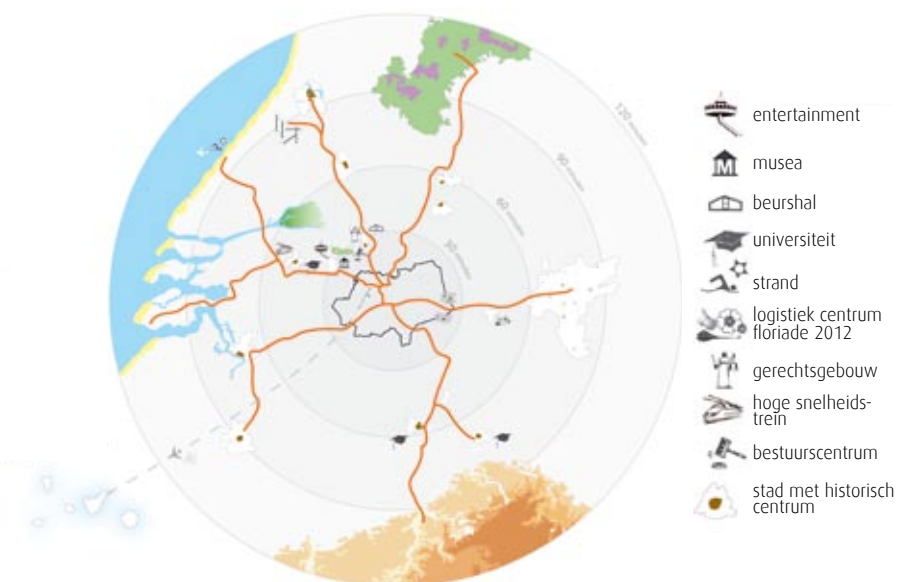 120 minuten
90 minuten
60 minuten
30 minuten
entertainment
M
musea
beurshal
universiteit
strand
logistiek centrum
floriade 2012
gerechtsgebouw
hoge snelheids-
trein
bestuurscentrum
stad met historisch
centrum